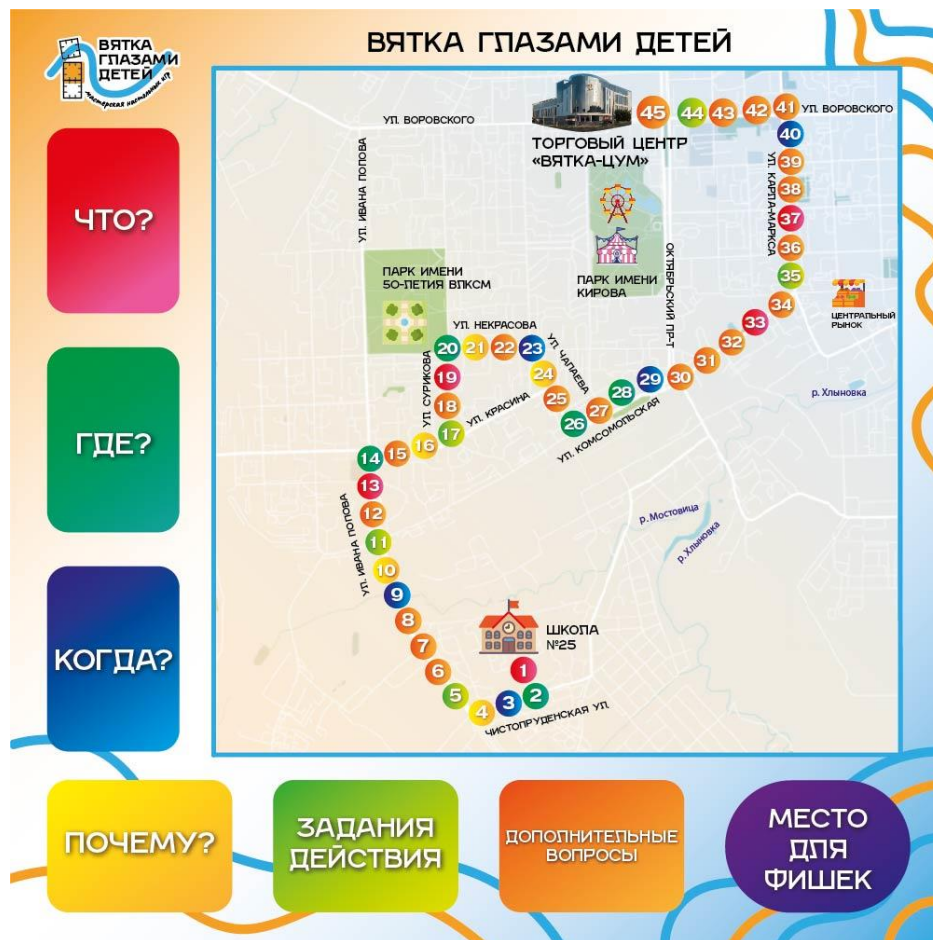 ВЯТКА
ГЛАЗАМИ
ДЕТЕЙ
мастерская настольных игр
ВЯТКА ГЛАЗАМИ ДЕТЕЙ
ЧТО?
ГДЕ?
КОГДА?
ПОЧЕМУ?
ЗАДАНИЯ
ДЕЙСТВИЯ
ДОПОЛНИТЕЛЬНЫЕ
ВОПРОСЫ
МЕСТО
ДЛЯ
ФИШЕК
УЛ. ВОРОВСКОГО
45
44
43
42
41
УЛ. ВОРОВСКОГО
ТОРГОВЫЙ ЦЕНТР
«ВЯТКА-ЦУМ»
40
39
38
37
36
35
34
УЛ. КАРЛА-МАРКСА
УЛ. ИВАНА ПОПОВА
ПАРК ИМЕНИ
50-ЛЕТИЯ ВЛКСМ
ПАРК ИМЕНИ
КИРОВА
ОКТЯБРЬСКИЙ ПР-Т
ЦЕНТРАЛЬНЫЙ
РЫНОК
УЛ. НЕКРАСОВА
УЛ. ЧАПАЕВА
33
32
31
30
29
28
27
26
25
24
23
22
21
20
19
18
17
16
15
14
13
12
11
10
9
8
7
6
5
4
3
2
1
УЛ. СУРИКОВА
УЛ. КРАСИНА
УЛ. КОМСОМОЛЬСКАЯ
р. Хлыновка
р. Мостовица
р. Хлыновка
УЛ. ИВАНА ПОПОВА
ШКОЛА
№25
ЧИСТОПРУДЕНСКАЯ УЛ.